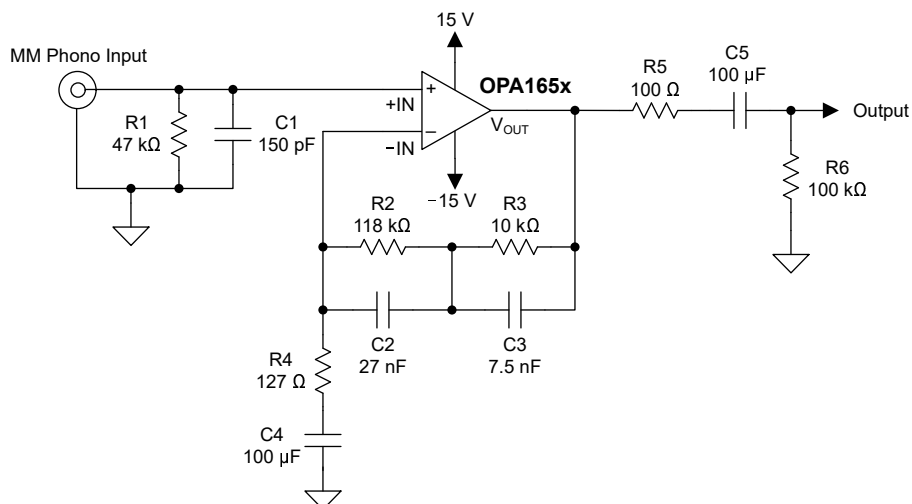 15 V
MM Phono Input
OPA165x
+
+IN
−
−IN
V_OUT
−15 V
R1
47 kΩ
C1
150 pF
R5
100 Ω
C5
100 µF
Output
R6
100 kΩ
R2
118 kΩ
R3
10 kΩ
C2
27 nF
C3
7.5 nF
R4
127 Ω
C4
100 µF